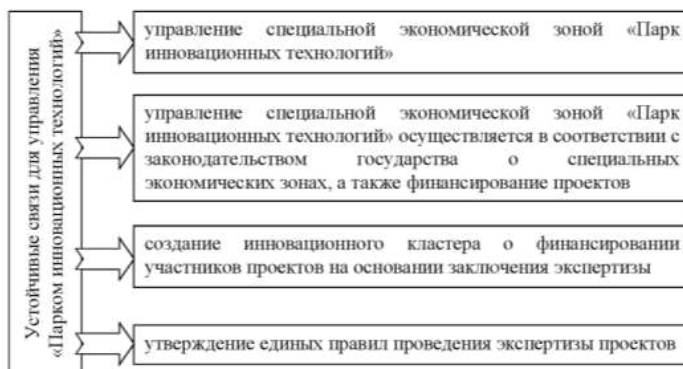 Устойчивые связи для управления
«Парком инновационных технологий»
управление специальной экономической зоной «Парк
инновационных технологий»
управление специальной экономической зоной «Парк
инновационных технологий» осуществляется в соответствии с
законодательством государства о специальных
экономических зонах, а также финансирование проектов
создание инновационного кластера о финансировании
участников проектов на основании заключения экспертизы
утверждение единых правил проведения экспертизы проектов